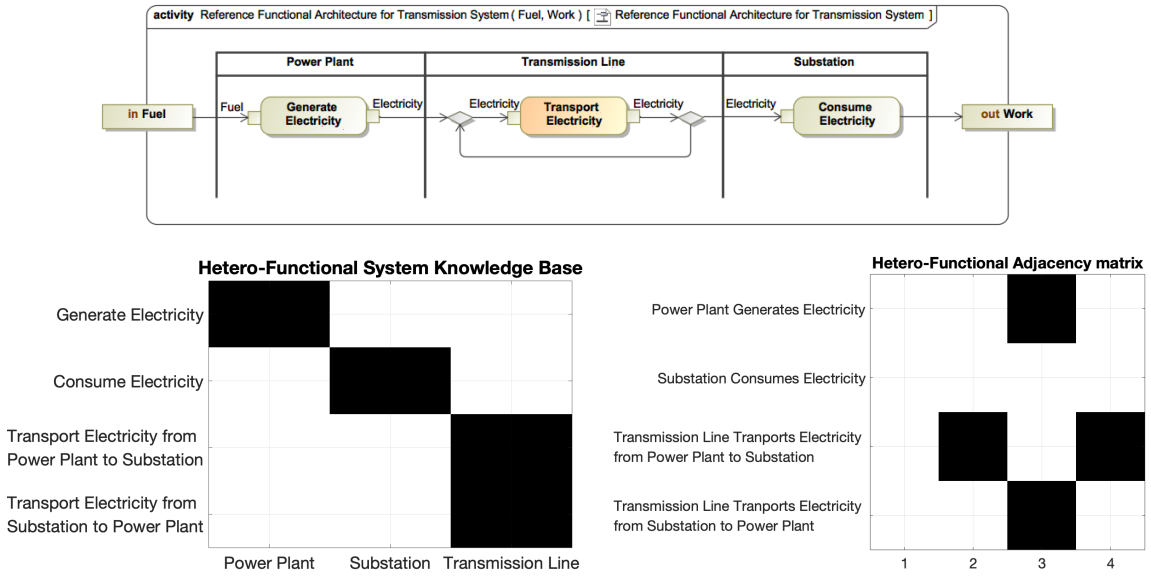 activity Reference Functional Architecture for Transmission System ( Fuel, Work ) [ Reference Functional Architecture for Transmission System ]
Power Plant
Transmission Line
Substation
in Fuel
Fuel
Generate
Electricity
Electricity
Electricity
Transport
Electricity
Electricity
Electricity
Consume
Electricity
out Work
Hetero-Functional System Knowledge Base
Generate Electricity
Consume Electricity
Transport Electricity from
Power Plant to Substation
Transport Electricity from
Substation to Power Plant
Power Plant Substation Transmission Line
Hetero-Functional Adjacency matrix
Power Plant Generates Electricity
Substation Consumes Electricity
Transmission Line Tranports Electricity
from Power Plant to Substation
Transmission Line Tranports Electricity
from Substation to Power Plant
1 2 3 4